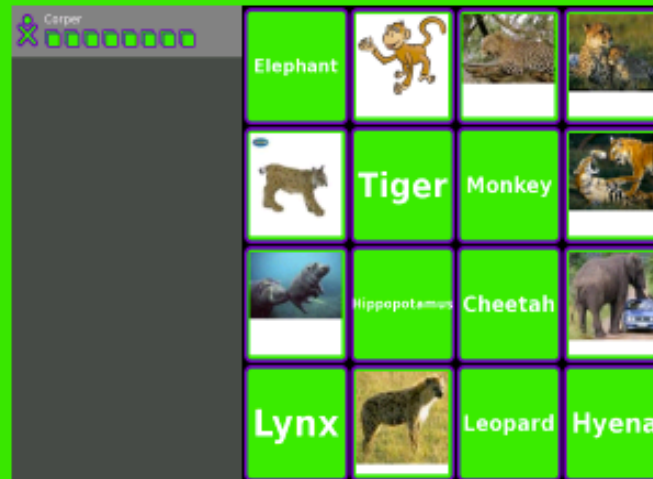 Corper
Elephant
Tiger
Monkey
Hippopotamus
Cheetah
Lynx
Leopard
Hyena